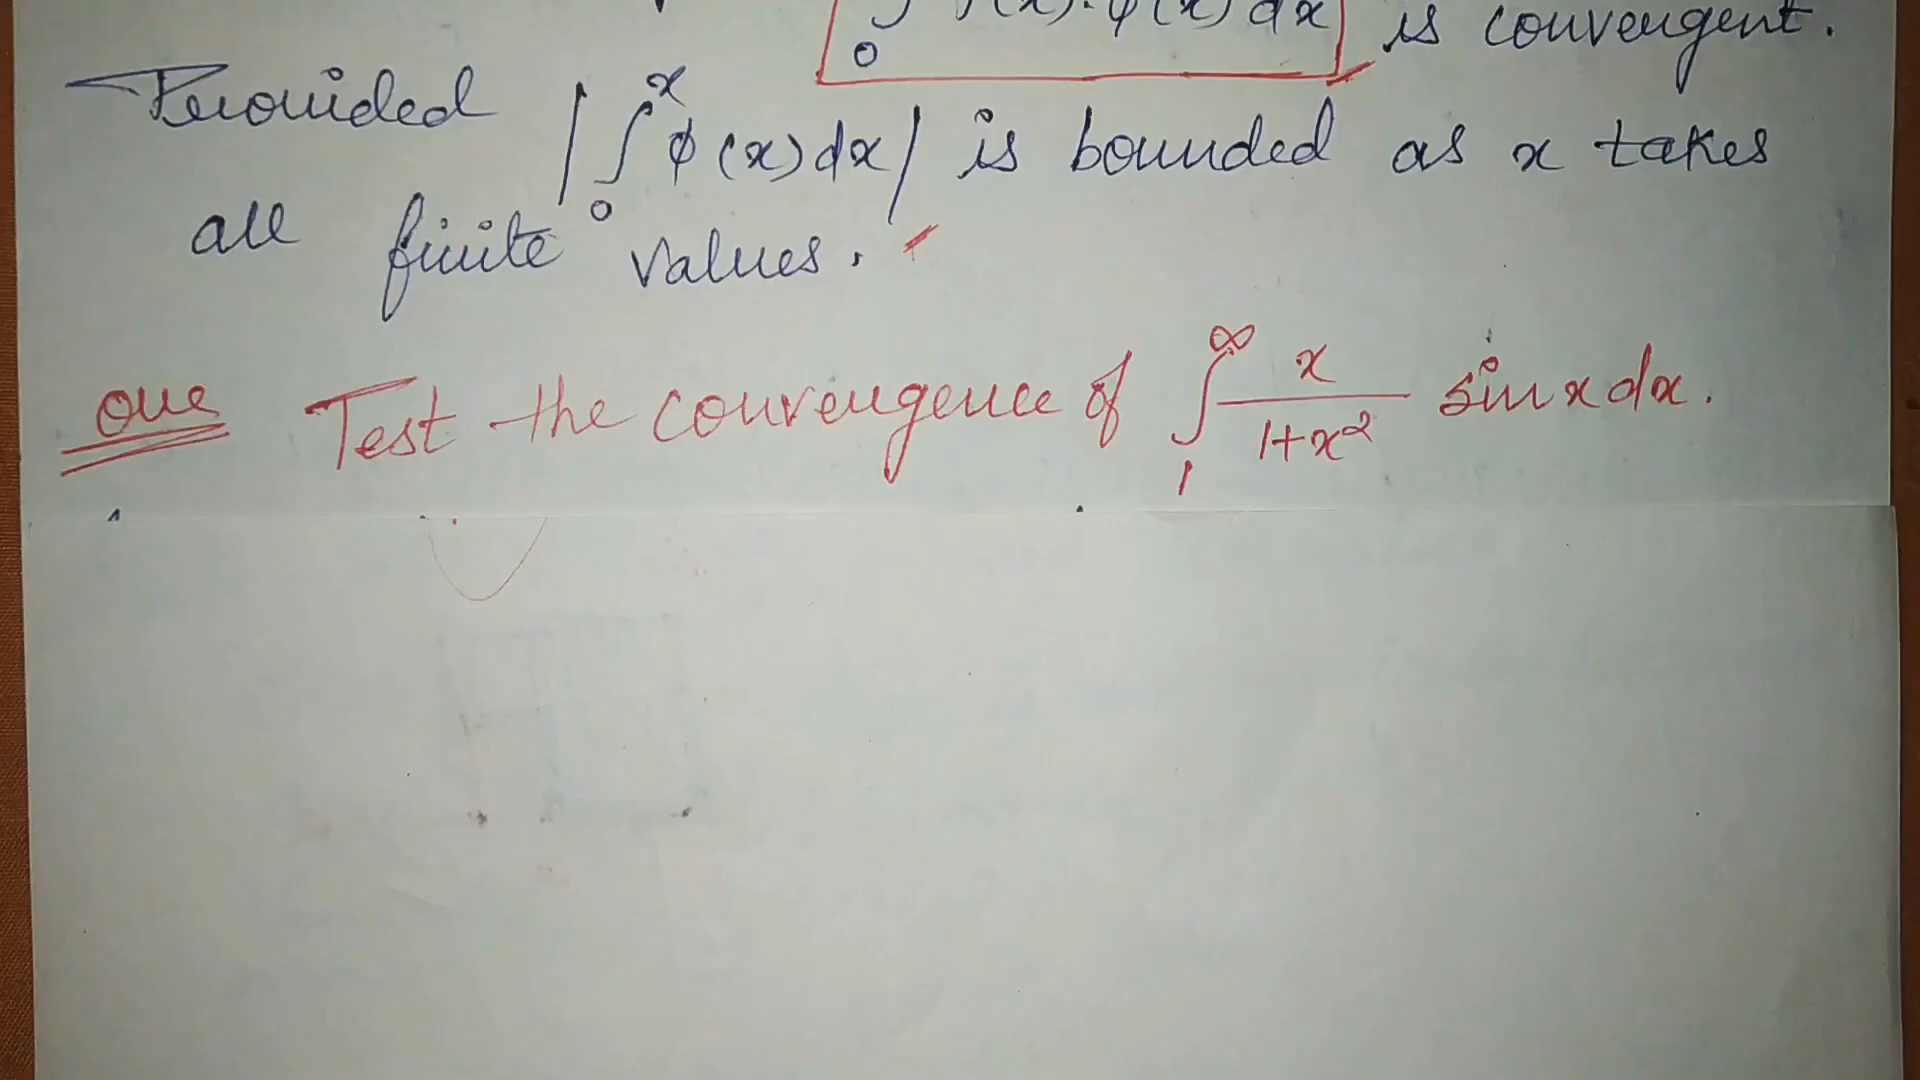 ∫₀ f(x).φ(x) dx is convergent.
Provided |∫₀ˣ φ(x) dx| is bounded as x takes
all finite values.
Que Test the convergence of ∫₁^∞ x/(1+x²) sin x dx.